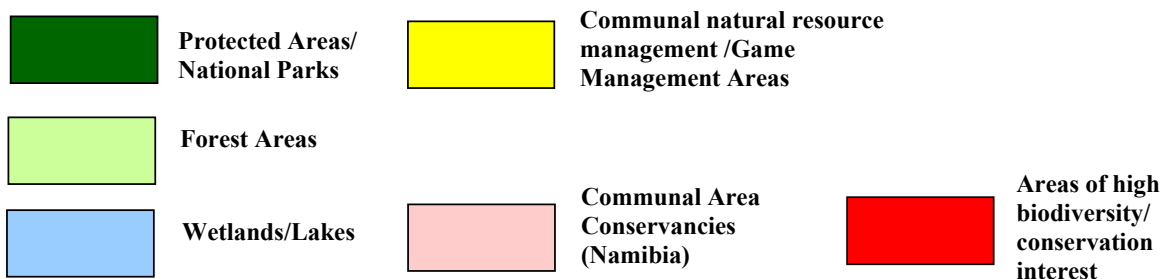 Protected Areas/
National Parks
Communal natural resource
management /Game
Management Areas
Forest Areas
Wetlands/Lakes
Communal Area
Conservancies
(Namibia)
Areas of high
biodiversity/
conservation
interest